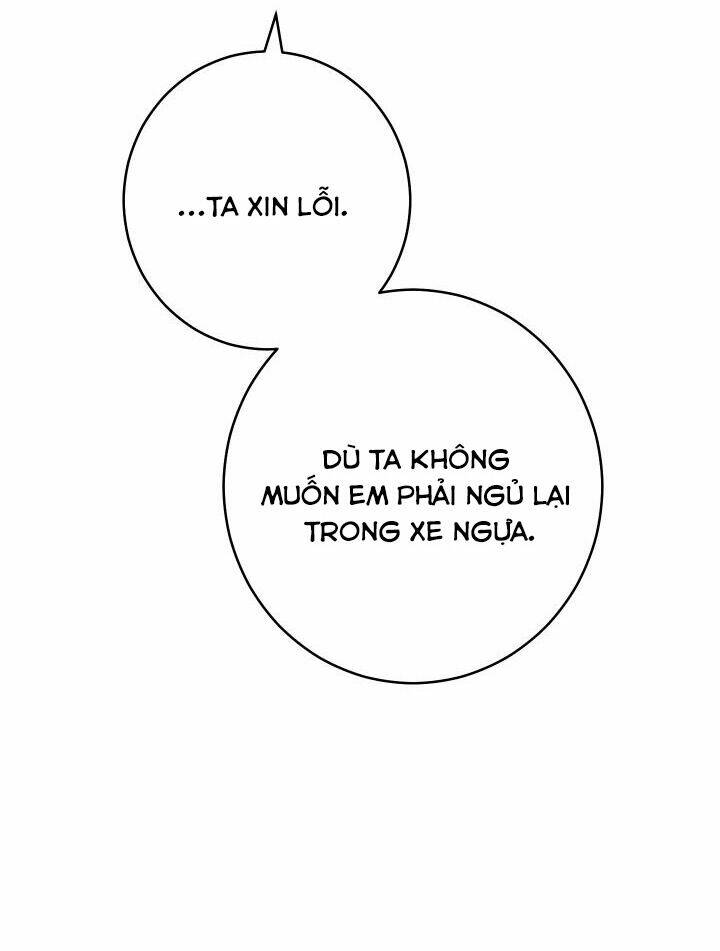 ...TA XIN LỖI.
DÙ TA KHÔNG
MUỐN EM PHẢI NGỦ LẠI
TRONG XE NGỰA.